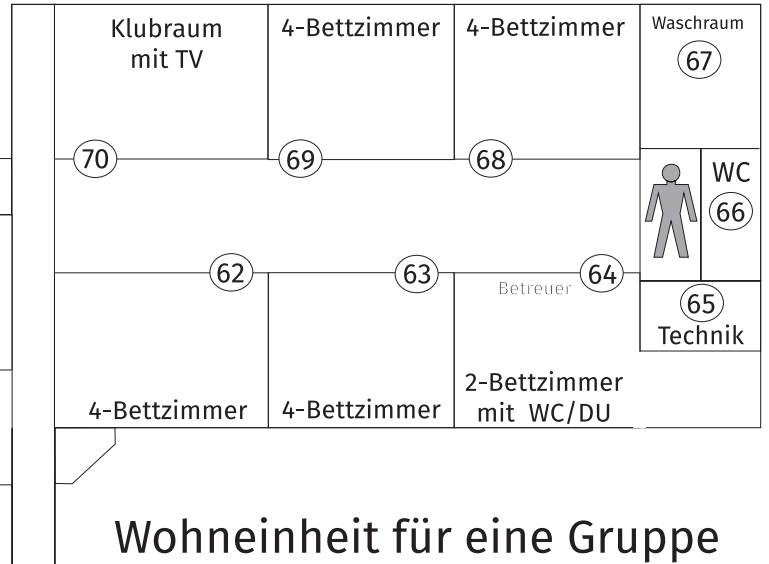 Klubraum
mit TV
4-Bettzimmer
4-Bettzimmer
Waschraum
67
70
69
68
WC
66
62
63
64
Betreuer
65
Technik
4-Bettzimmer
4-Bettzimmer
2-Bettzimmer
mit WC/DU
Wohneinheit für eine Gruppe